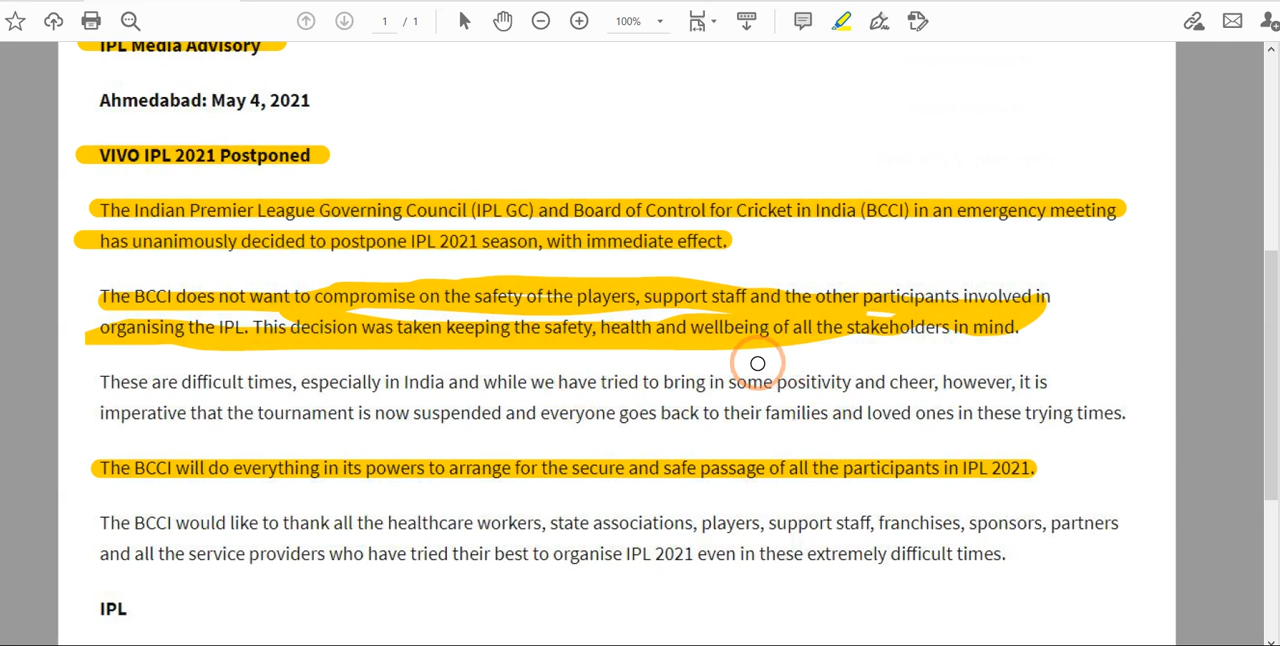 1 / 1
100%
IPL Media Advisory
Ahmedabad: May 4, 2021
VIVO IPL 2021 Postponed
The Indian Premier League Governing Council (IPL GC) and Board of Control for Cricket in India (BCCI) in an emergency meeting
has unanimously decided to postpone IPL 2021 season, with immediate effect.
The BCCI does not want to compromise on the safety of the players, support staff and the other participants involved in
organising the IPL. This decision was taken keeping the safety, health and wellbeing of all the stakeholders in mind.
These are difficult times, especially in India and while we have tried to bring in some positivity and cheer, however, it is
imperative that the tournament is now suspended and everyone goes back to their families and loved ones in these trying times.
The BCCI will do everything in its powers to arrange for the secure and safe passage of all the participants in IPL 2021.
The BCCI would like to thank all the healthcare workers, state associations, players, support staff, franchises, sponsors, partners
and all the service providers who have tried their best to organise IPL 2021 even in these extremely difficult times.
IPL